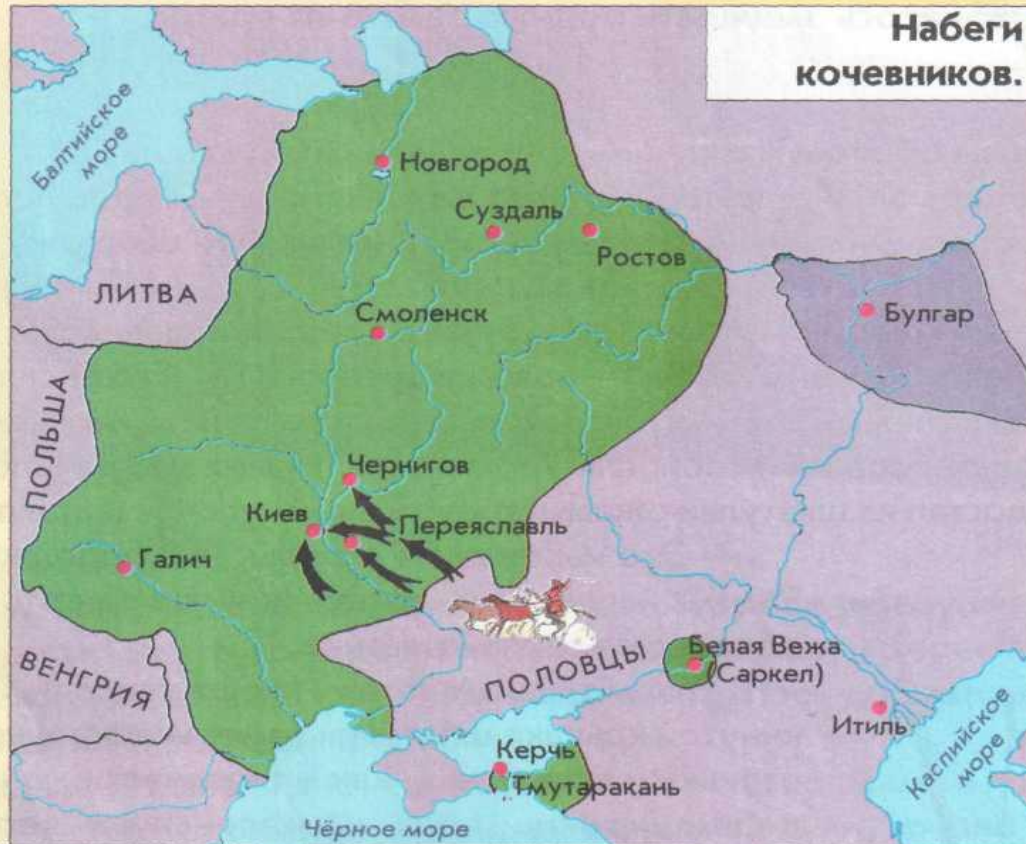 Набеги
кочевников.
Балтийское
море
Новгород
Суздаль
Ростов
ЛИТВА
Смоленск
Булгар
ПОЛЬША
Чернигов
Киев
Переяславль
Галич
ВЕНГРИЯ
ПОЛОВЦЫ
Белая Вежа
(Саркел)
Итиль
Каспийское
море
Керчь
Тмутаракань
Чёрное море